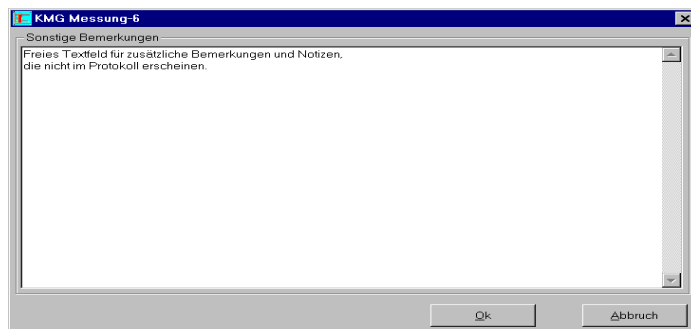 KMG Messung-6
Sonstige Bemerkungen
Freies Textfeld für zusätzliche Bemerkungen und Notizen,
die nicht im Protokoll erscheinen.
Ok
Abbruch